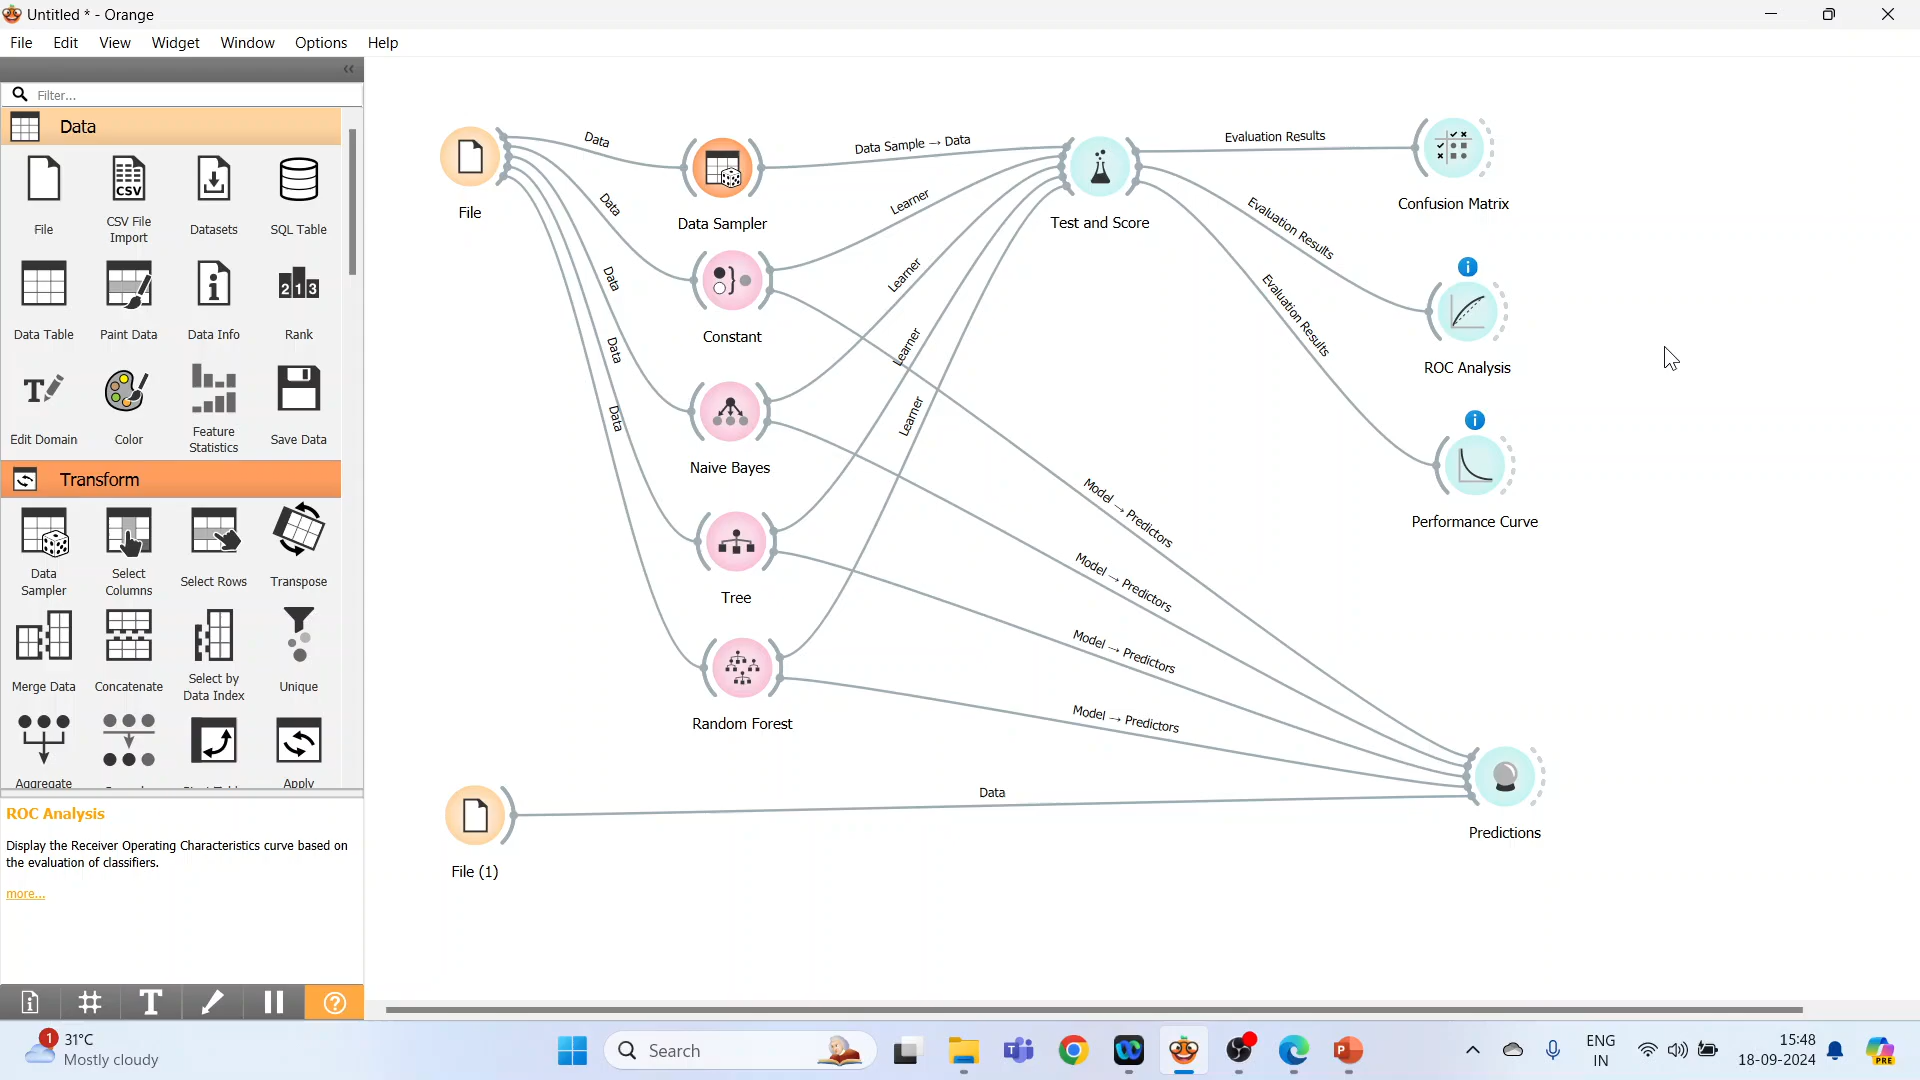 Untitled * - Orange
File Edit View Widget Window Options Help
Filter...
Data
File
CSV File
Import
Datasets
SQL Table
Data Table
Paint Data
Data Info
Rank
Edit Domain
Color
Feature
Statistics
Save Data
Transform
Data
Sampler
Select
Columns
Select Rows
Transpose
Merge Data
Concatenate
Select by
Data Index
Unique
Aggregate
Apply
ROC Analysis
Display the Receiver Operating Characteristics curve based on
the evaluation of classifiers.
more...
File
Data
Data
Data
Data
Data
Data Sampler
Constant
Naive Bayes
Tree
Random Forest
File (1)
Data Sample → Data
Learner
Learner
Learner
Learner
Test and Score
Evaluation Results
Evaluation Results
Evaluation Results
Confusion Matrix
ROC Analysis
Performance Curve
Model → Predictors
Model → Predictors
Model → Predictors
Model → Predictors
Data
Predictions
1
31°C
Mostly cloudy
Search
ENG
IN
15:48
18-09-2024
PRE